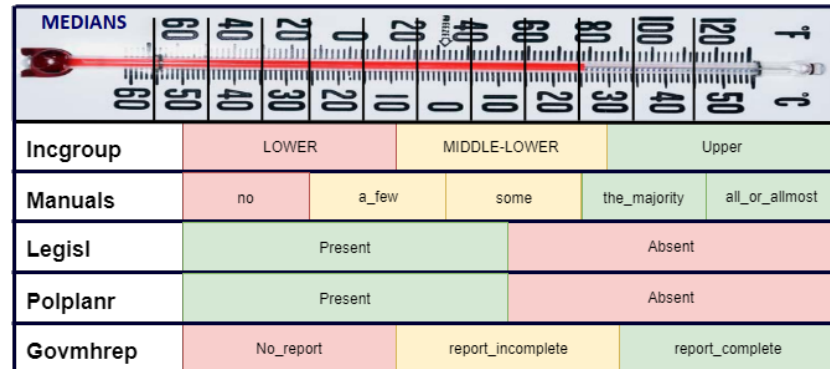 MEDIANS
60 40 20 0 20 FREEZE 40 60 80 100 120 °F
60 50 40 30 20 10 0 10 20 30 40 50 °C
Incgroup LOWER MIDDLE-LOWER Upper
Manuals no a_few some the_majority all_or_allmost
Legisl Present Absent
Polplanr Present Absent
Govmhrep No_report report_incomplete report_complete